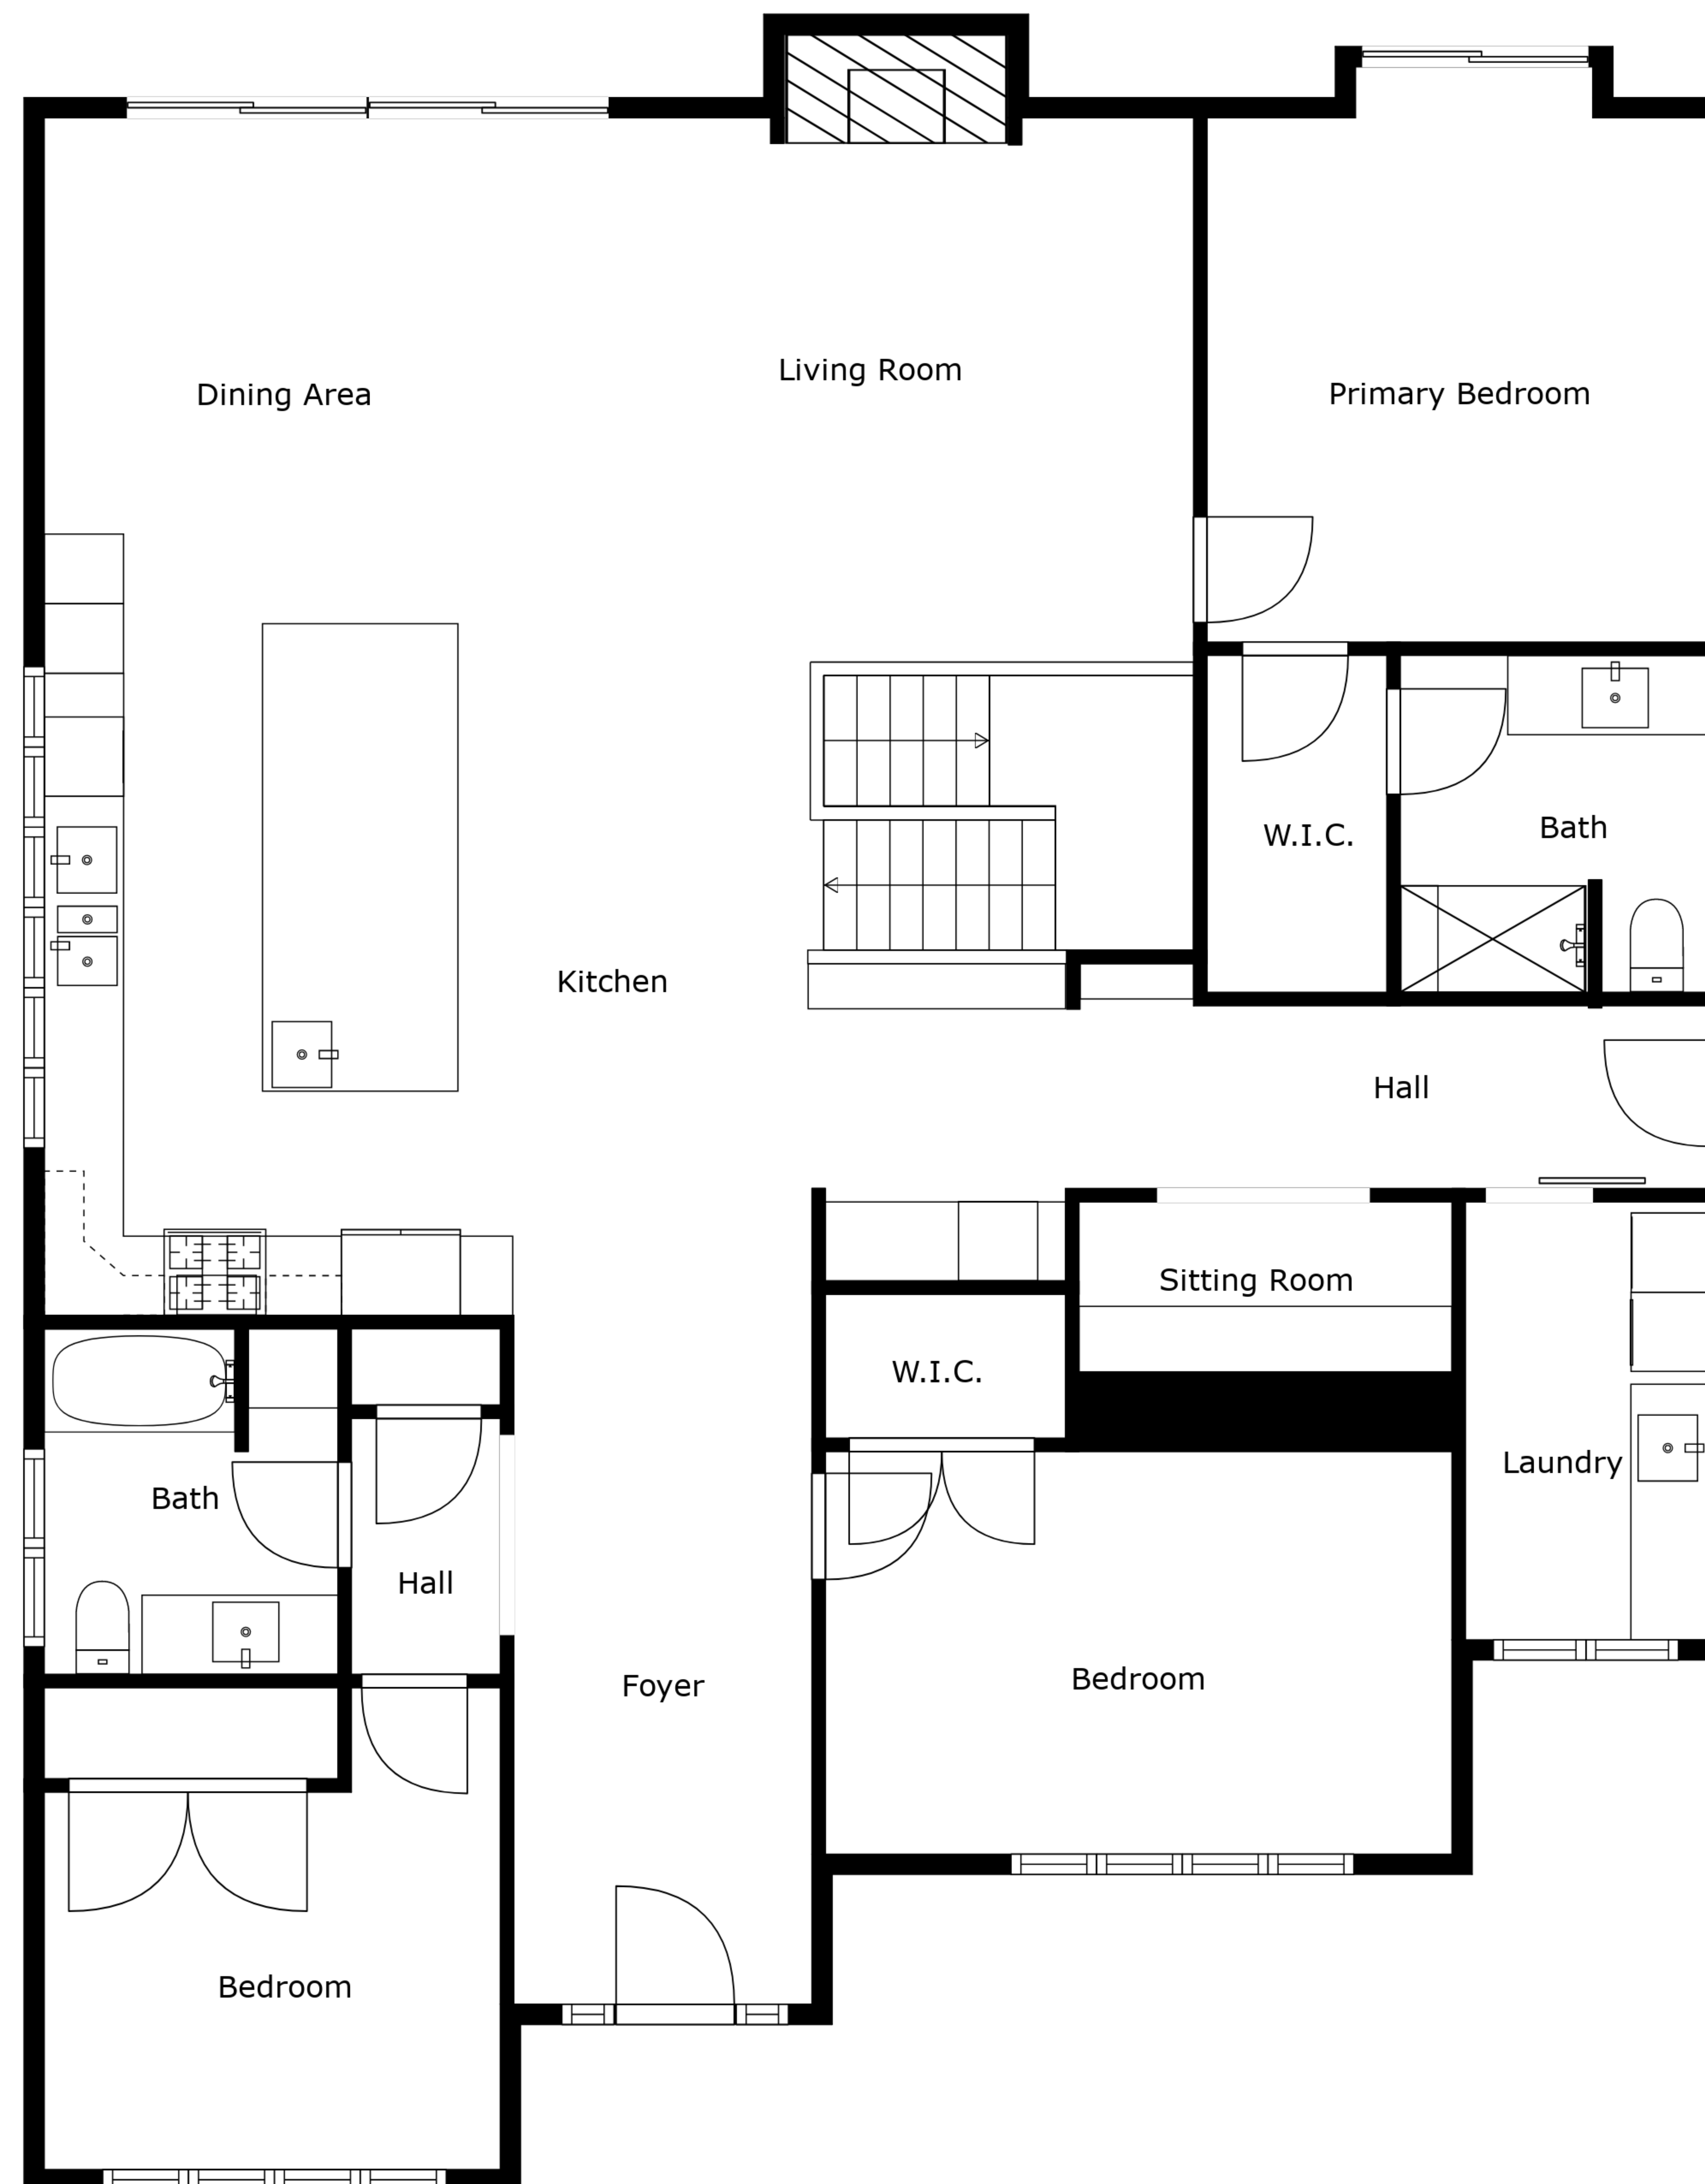 Living Room
Dining Area
Primary Bedroom
W.I.C.
Bath
Kitchen
Hall
Sitting Room
W.I.C.
Laundry
Bath
Hall
Foyer
Bedroom
Bedroom